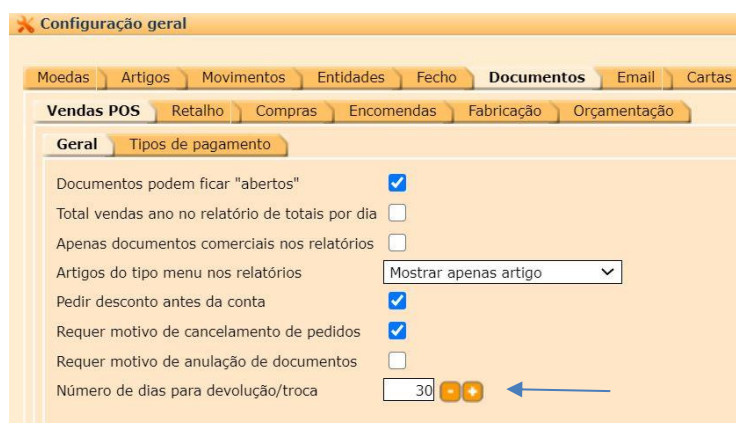 Configuração geral
Moedas Artigos Movimentos Entidades Fecho Documentos Email Cartas
Vendas POS Retalho Compras Encomendas Fabricação Orçamentação
Geral Tipos de pagamento
Documentos podem ficar "abertos"
Total vendas ano no relatório de totais por dia
Apenas documentos comerciais nos relatórios
Artigos do tipo menu nos relatórios Mostrar apenas artigo
Pedir desconto antes da conta
Requer motivo de cancelamento de pedidos
Requer motivo de anulação de documentos
Número de dias para devolução/troca 30 - +